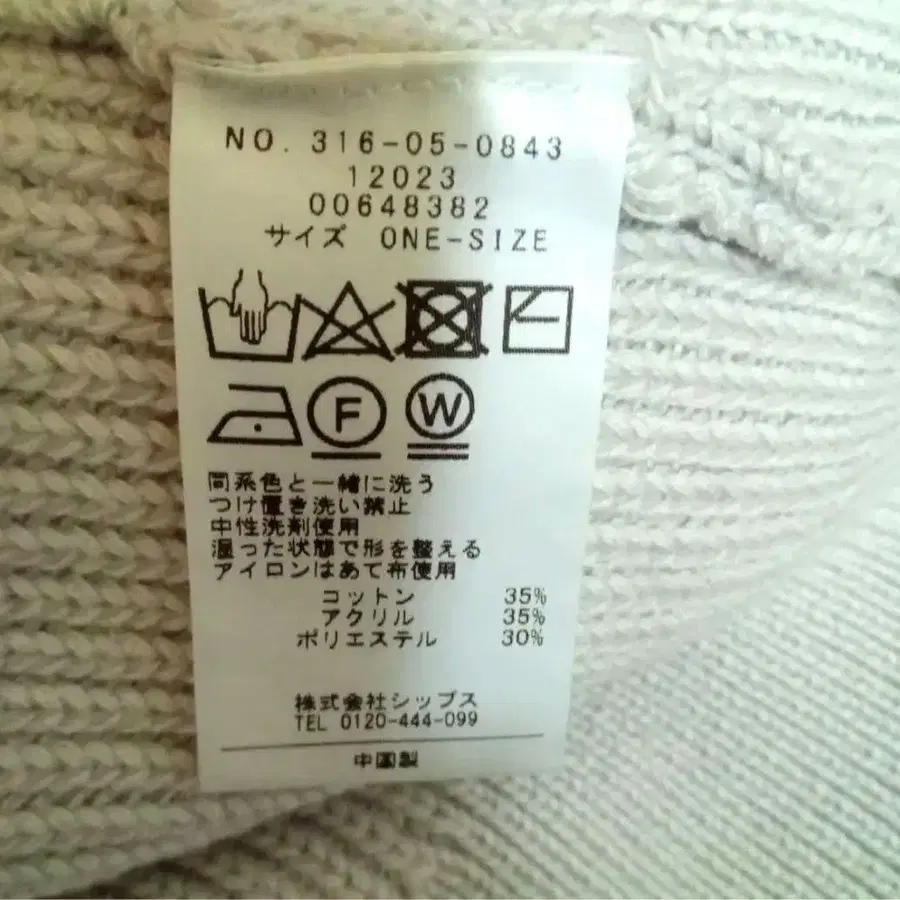 NO. 316-05-0843
12023
00648382
サイズ ONE-SIZE
F W
同系色と一緒に洗う
つけ置き洗い禁止
中性洗剤使用
湿った状態で形を整える
アイロンはあて布使用
コットン 35%
アクリル 35%
ポリエステル 30%
株式会社シップス
TEL 0120-444-099
中国製